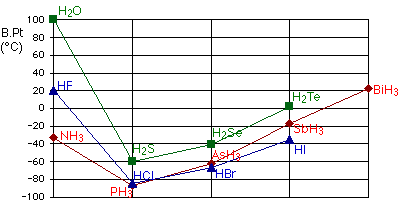 B.Pt
(°C)
100
80
60
40
20
0
-20
-40
-60
-80
-100
H₂O
HF
NH₃
H₂S
HCl
PH₃
H₂Se
AsH₃
HBr
H₂Te
SbH₃
HI
BiH₃